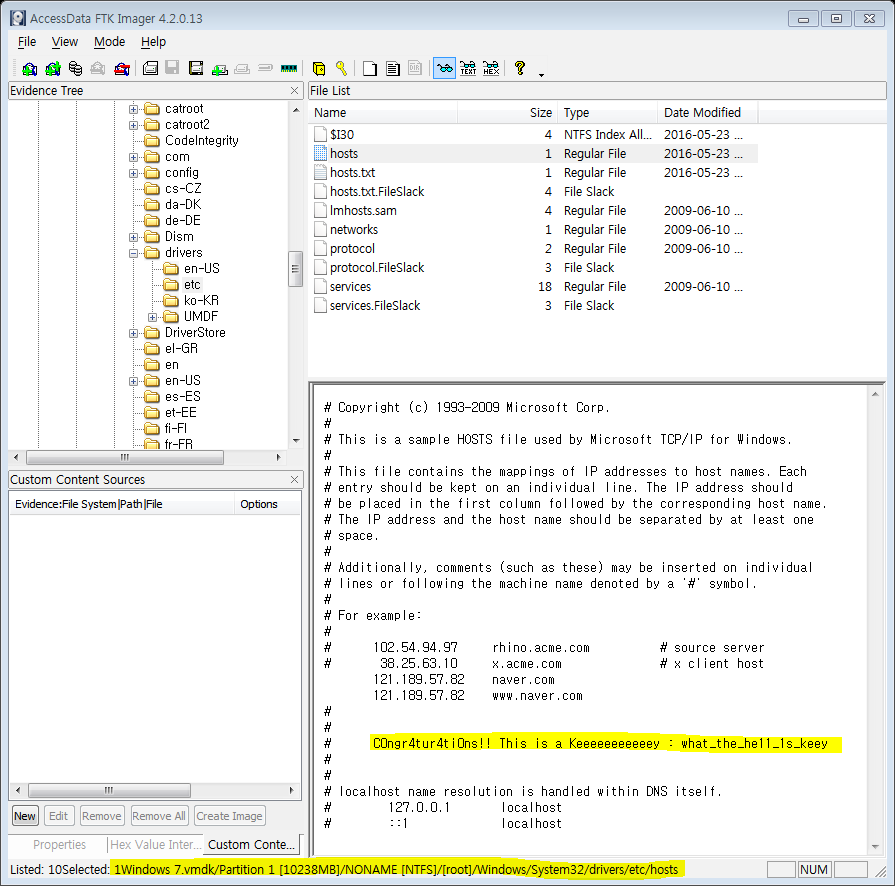 AccessData FTK Imager 4.2.0.13
File View Mode Help
Evidence Tree
catroot
catroot2
CodeIntegrity
com
config
cs-CZ
da-DK
de-DE
Dism
drivers
en-US
etc
ko-KR
UMDF
DriverStore
el-GR
en
en-US
es-ES
et-EE
fi-FI
fr-FR
Custom Content Sources
Evidence:File System|Path|File Options
New Edit Remove Remove All Create Image
Properties Hex Value Inter... Custom Conte...
File List
Name Size Type Date Modified
$I30 4 NTFS Index All... 2016-05-23 ...
hosts 1 Regular File 2016-05-23 ...
hosts.txt 1 Regular File 2016-05-23 ...
hosts.txt.FileSlack 4 File Slack
lmhosts.sam 4 Regular File 2009-06-10 ...
networks 1 Regular File 2009-06-10 ...
protocol 2 Regular File 2009-06-10 ...
protocol.FileSlack 3 File Slack
services 18 Regular File 2009-06-10 ...
services.FileSlack 3 File Slack
# Copyright (c) 1993-2009 Microsoft Corp.
#
# This is a sample HOSTS file used by Microsoft TCP/IP for Windows.
#
# This file contains the mappings of IP addresses to host names. Each
# entry should be kept on an individual line. The IP address should
# be placed in the first column followed by the corresponding host name.
# The IP address and the host name should be separated by at least one
# space.
#
# Additionally, comments (such as these) may be inserted on individual
# lines or following the machine name denoted by a '#' symbol.
#
# For example:
#
# 102.54.94.97 rhino.acme.com # source server
# 38.25.63.10 x.acme.com # x client host
121.189.57.82 naver.com
121.189.57.82 www.naver.com
#
#
# C0ngr4tur4ti0ns!! This is a Keeeeeeeeeeey : what_the_he11_1s_keey
#
#
# localhost name resolution is handled within DNS itself.
# 127.0.0.1 localhost
# ::1 localhost
Listed: 10Selected: 1Windows 7.vmdk/Partition 1 [10238MB]/NONAME [NTFS]/[root]/Windows/System32/drivers/etc/hosts
NUM